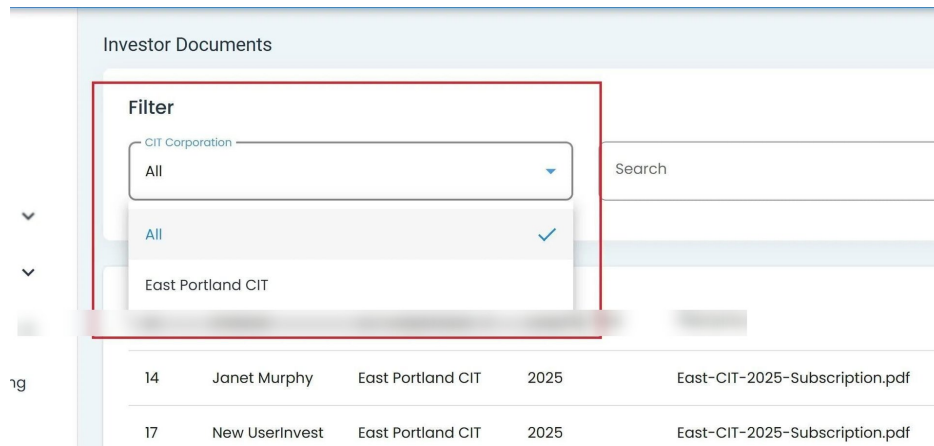 Investor Documents
Filter
CIT Corporation
All
Search
All
East Portland CIT
14 Janet Murphy East Portland CIT 2025 East-CIT-2025-Subscription.pdf
17 New UserInvest East Portland CIT 2025 East-CIT-2025-Subscription.pdf